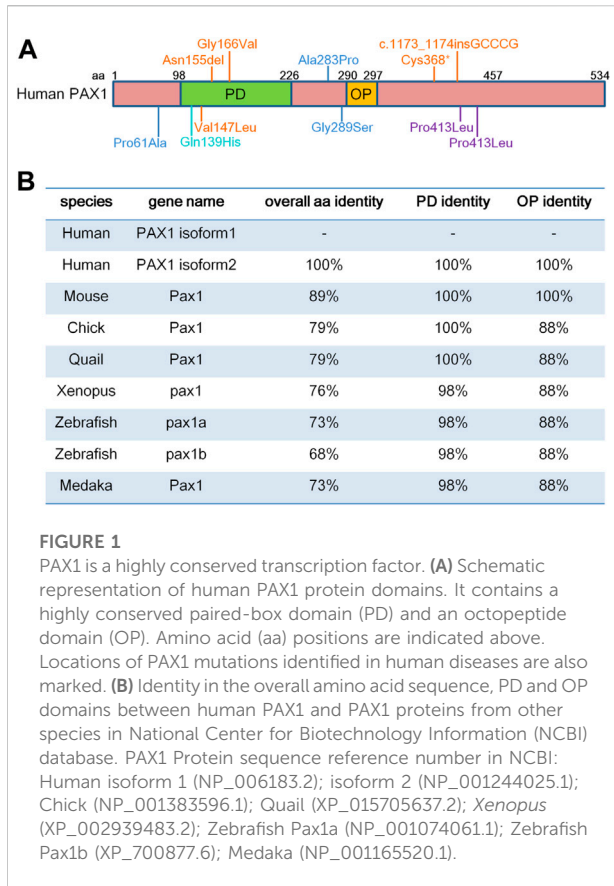 A
Gly166Val
c.1173_1174insGCCCG
Asn155del
Ala283Pro
Cys368*
aa 1 98 226 290 297 457 534
Human PAX1 PD OP
Val147Leu
Gly289Ser
Pro413Leu
Pro61Ala
Gln139His
Pro413Leu
B
species gene name overall aa identity PD identity OP identity
Human PAX1 isoform1 - - -
Human PAX1 isoform2 100% 100% 100%
Mouse Pax1 89% 100% 100%
Chick Pax1 79% 100% 88%
Quail Pax1 79% 100% 88%
Xenopus pax1 76% 98% 88%
Zebrafish pax1a 73% 98% 88%
Zebrafish pax1b 68% 98% 88%
Medaka Pax1 73% 98% 88%
FIGURE 1
PAX1 is a highly conserved transcription factor. (A) Schematic
representation of human PAX1 protein domains. It contains a
highly conserved paired-box domain (PD) and an octopeptide
domain (OP). Amino acid (aa) positions are indicated above.
Locations of PAX1 mutations identified in human diseases are also
marked. (B) Identity in the overall amino acid sequence, PD and OP
domains between human PAX1 and PAX1 proteins from other
species in National Center for Biotechnology Information (NCBI)
database. PAX1 Protein sequence reference number in NCBI:
Human isoform 1 (NP_006183.2); isoform 2 (NP_001244025.1);
Chick (NP_001383596.1); Quail (XP_015705637.2); Xenopus
(XP_002939483.2); Zebrafish Pax1a (NP_001074061.1); Zebrafish
Pax1b (XP_700877.6); Medaka (NP_001165520.1).